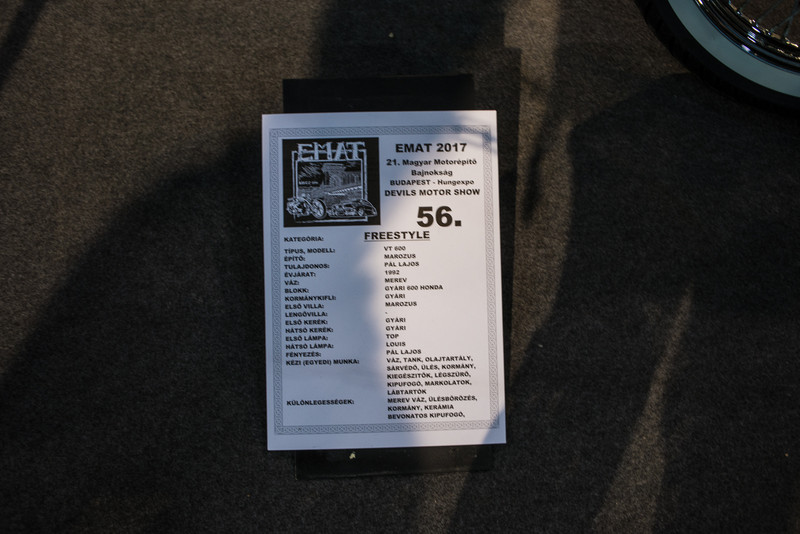 EMAT
EMAT 2017
21. Magyar Motorépítő
Bajnokság
BUDAPEST - Hungexpo
DEVILS MOTOR SHOW
56.
KATEGÓRIA: FREESTYLE
TÍPUS, MODELL: VT 600
ÉPÍTŐ: MAROZUS
TULAJDONOS: PÁL LAJOS
ÉVJÁRAT: 1992
VÁZ: MEREV
BLOKK: GYÁRI 600 HONDA
KORMÁNYKIFLI: GYÁRI
ELSŐ VILLA: MAROZUS
LENGŐVILLA: -
ELSŐ KERÉK: GYÁRI
HÁTSÓ KERÉK: GYÁRI
ELSŐ LÁMPA: TOP
HÁTSÓ LÁMPA: LOUIS
FÉNYEZÉS: PÁL LAJOS
KÉZI (EGYEDI) MUNKA: VÁZ, TANK, OLAJTARTÁLY,
SÁRVÉDŐ, ÜLÉS, KORMÁNY,
KIEGÉSZÍTŐK, LÉGSZŰRŐ,
KIPUFOGÓ, MARKOLATOK,
LÁBTARTÓK
KÜLÖNLEGESSÉGEK: MEREV VÁZ, ÜLÉSBŐRÖZÉS,
KORMÁNY, KERÁMIA
BEVONATOS KIPUFOGÓ,